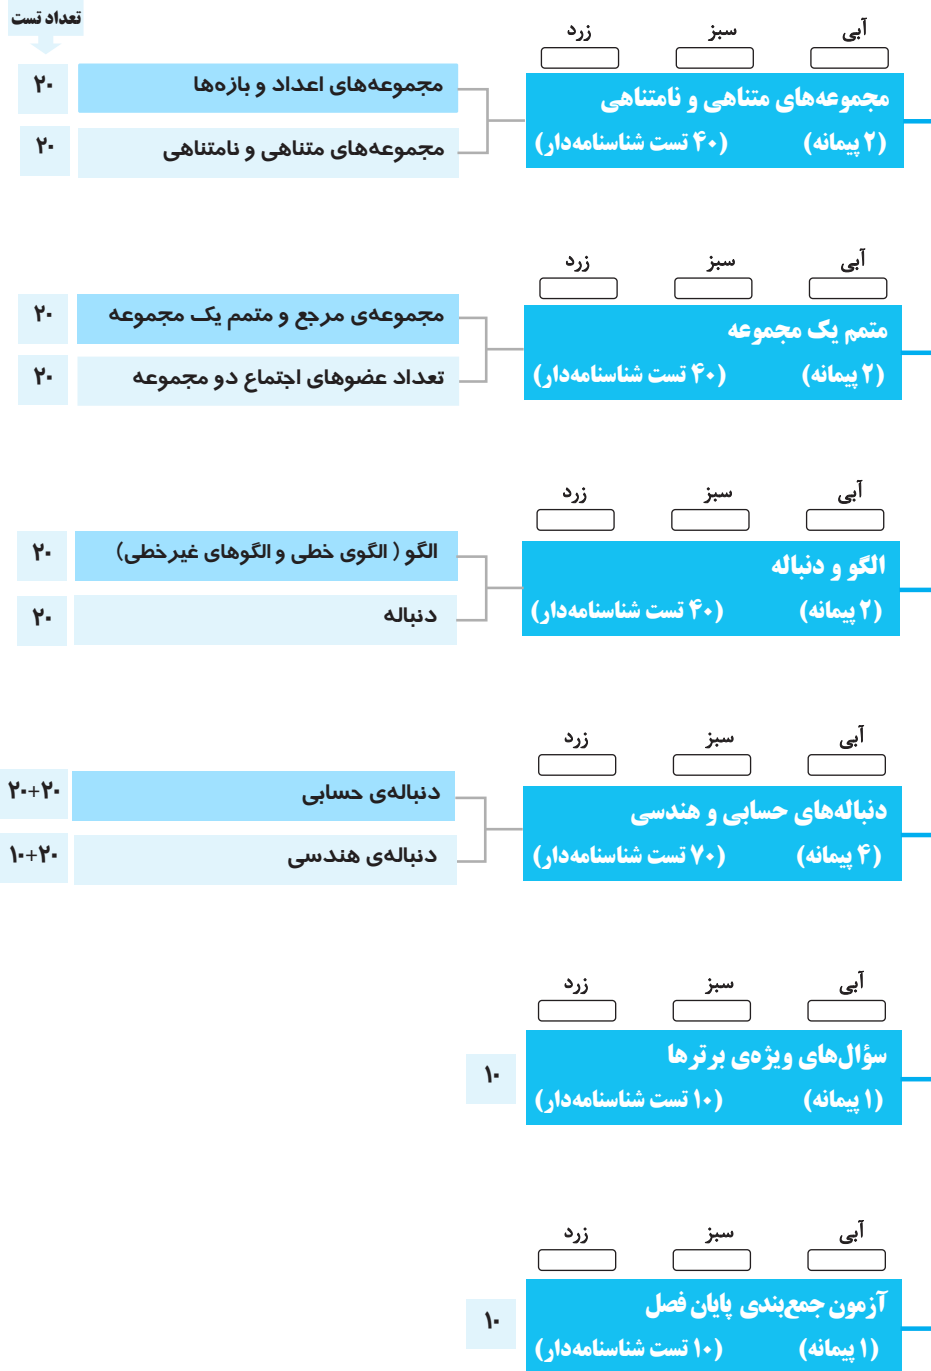 تعداد تست
آبی سبز زرد
مجموعه‌های متناهی و نامتناهی
(۲ پیمانه) (۴۰ تست شناسنامه‌دار)
مجموعه‌های اعداد و بازه‌ها ۲۰
مجموعه‌های متناهی و نامتناهی ۲۰
آبی سبز زرد
متمم یک مجموعه
(۲ پیمانه) (۴۰ تست شناسنامه‌دار)
مجموعه‌ی مرجع و متمم یک مجموعه ۲۰
تعداد عضوهای اجتماع دو مجموعه ۲۰
آبی سبز زرد
الگو و دنباله
(۲ پیمانه) (۴۰ تست شناسنامه‌دار)
الگو ( الگوی خطی و الگوهای غیرخطی) ۲۰
دنباله ۲۰
آبی سبز زرد
دنباله‌های حسابی و هندسی
(۴ پیمانه) (۷۰ تست شناسنامه‌دار)
دنباله‌ی حسابی ۲۰+۲۰
دنباله‌ی هندسی ۱۰+۲۰
آبی سبز زرد
سؤال‌های ویژه‌ی برترها
(۱ پیمانه) (۱۰ تست شناسنامه‌دار)
۱۰
آبی سبز زرد
آزمون جمع‌بندی پایان فصل
(۱ پیمانه) (۱۰ تست شناسنامه‌دار)
۱۰